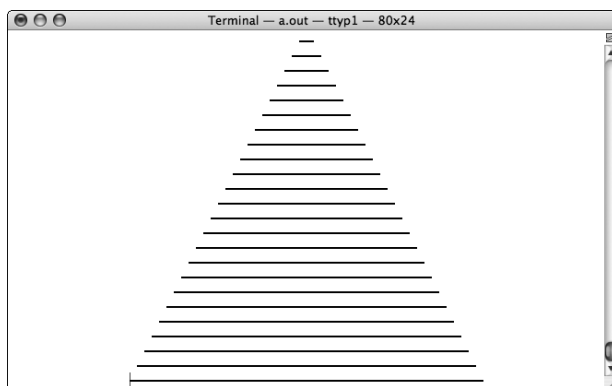 Terminal — a.out — ttyp1 — 80x24